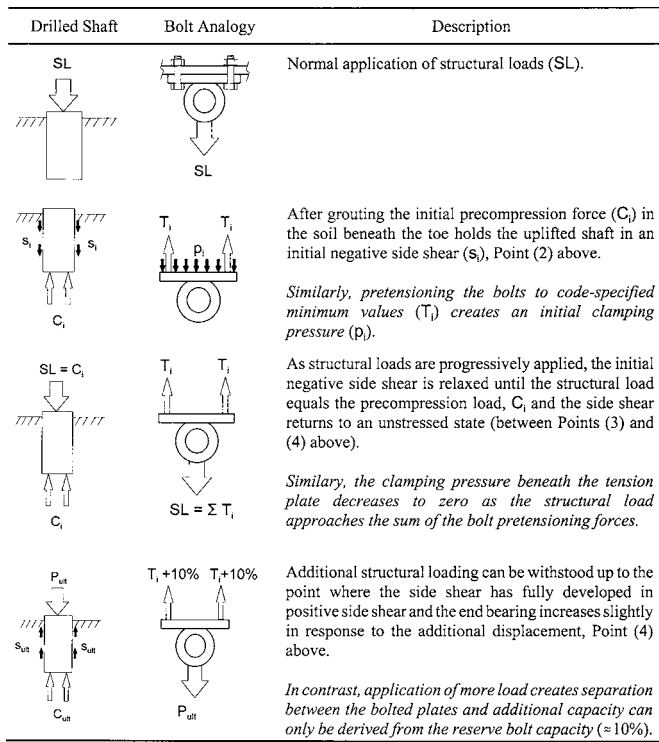 Drilled Shaft Bolt Analogy Description
SL
SL
Normal application of structural loads (SL).
sᵢ sᵢ
Cᵢ
Tᵢ Tᵢ
pᵢ
After grouting the initial precompression force (Cᵢ) in
the soil beneath the toe holds the uplifted shaft in an
initial negative side shear (sᵢ), Point (2) above.
Similarly, pretensioning the bolts to code-specified
minimum values (Tᵢ) creates an initial clamping
pressure (pᵢ).
SL = Cᵢ
Cᵢ
Tᵢ Tᵢ
SL = Σ Tᵢ
As structural loads are progressively applied, the initial
negative side shear is relaxed until the structural load
equals the precompression load, Cᵢ and the side shear
returns to an unstressed state (between Points (3) and
(4) above).
Similary, the clamping pressure beneath the tension
plate decreases to zero as the structural load
approaches the sum of the bolt pretensioning forces.
Pult
Sult Sult
Cult
Tᵢ +10% Tᵢ+10%
Pult
Additional structural loading can be withstood up to the
point where the side shear has fully developed in
positive side shear and the end bearing increases slightly
in response to the additional displacement, Point (4)
above.
In contrast, application of more load creates separation
between the bolted plates and additional capacity can
only be derived from the reserve bolt capacity (≈10%).